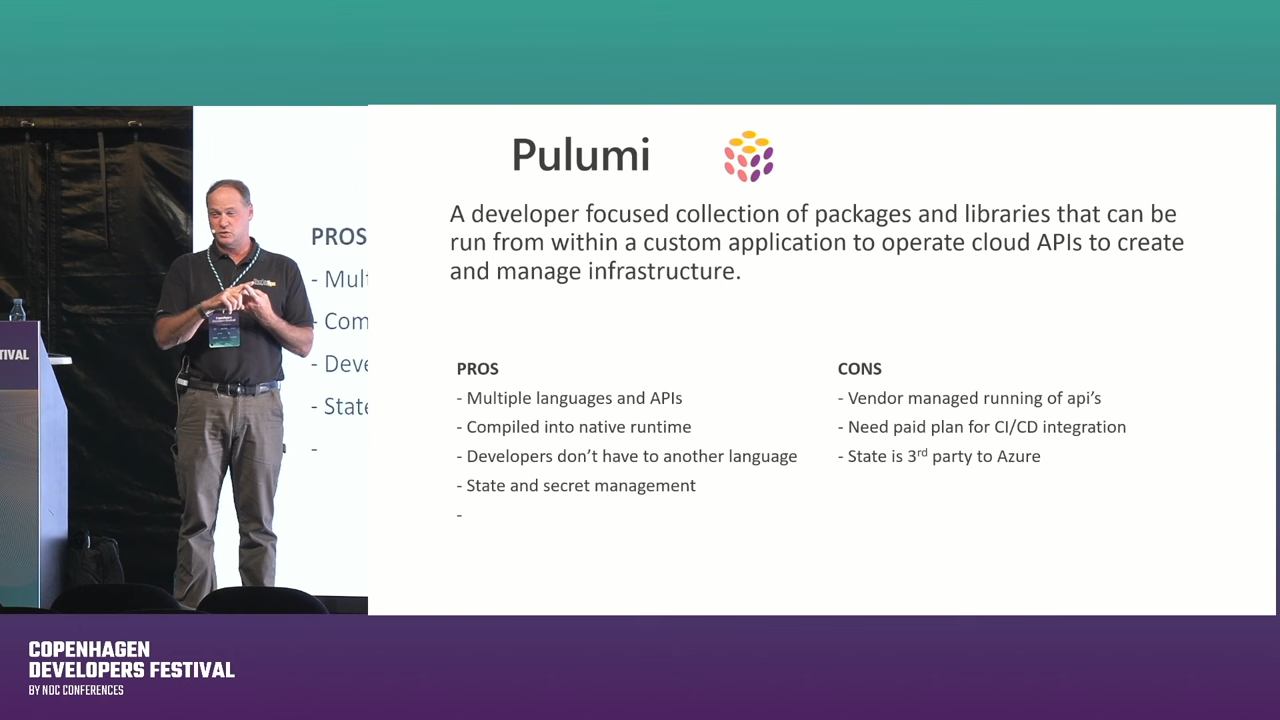 Pulumi
A developer focused collection of packages and libraries that can be
run from within a custom application to operate cloud APIs to create
and manage infrastructure.
PROS
- Multiple languages and APIs
- Compiled into native runtime
- Developers don’t have to another language
- State and secret management
-
CONS
- Vendor managed running of api’s
- Need paid plan for CI/CD integration
- State is 3rd party to Azure
PROS
- Mult
- Com
- Deve
- State
-
TIVAL
COPENHAGEN
DEVELOPERS FESTIVAL
BY NDC CONFERENCES